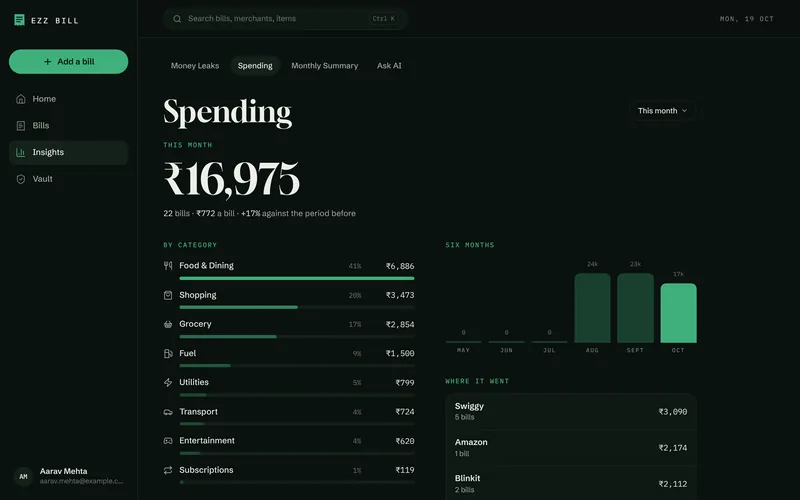 EZZ BILL
Search bills, merchants, items
Ctrl K
MON, 19 OCT
+ Add a bill
Home
Bills
Insights
Vault
Money Leaks
Spending
Monthly Summary
Ask AI
Spending
This month
THIS MONTH
₹16,975
22 bills · ₹772 a bill · +17% against the period before
BY CATEGORY
Food & Dining 41% ₹6,886
Shopping 20% ₹3,473
Grocery 17% ₹2,854
Fuel 9% ₹1,500
Utilities 5% ₹799
Transport 4% ₹724
Entertainment 4% ₹620
Subscriptions 1% ₹119
SIX MONTHS
0 0 0 24k 23k 17k
MAY JUN JUL AUG SEPT OCT
WHERE IT WENT
Swiggy ₹3,090
5 bills
Amazon ₹2,174
1 bill
Blinkit ₹2,112
2 bills
AM
Aarav Mehta
aarav.mehta@example.c...